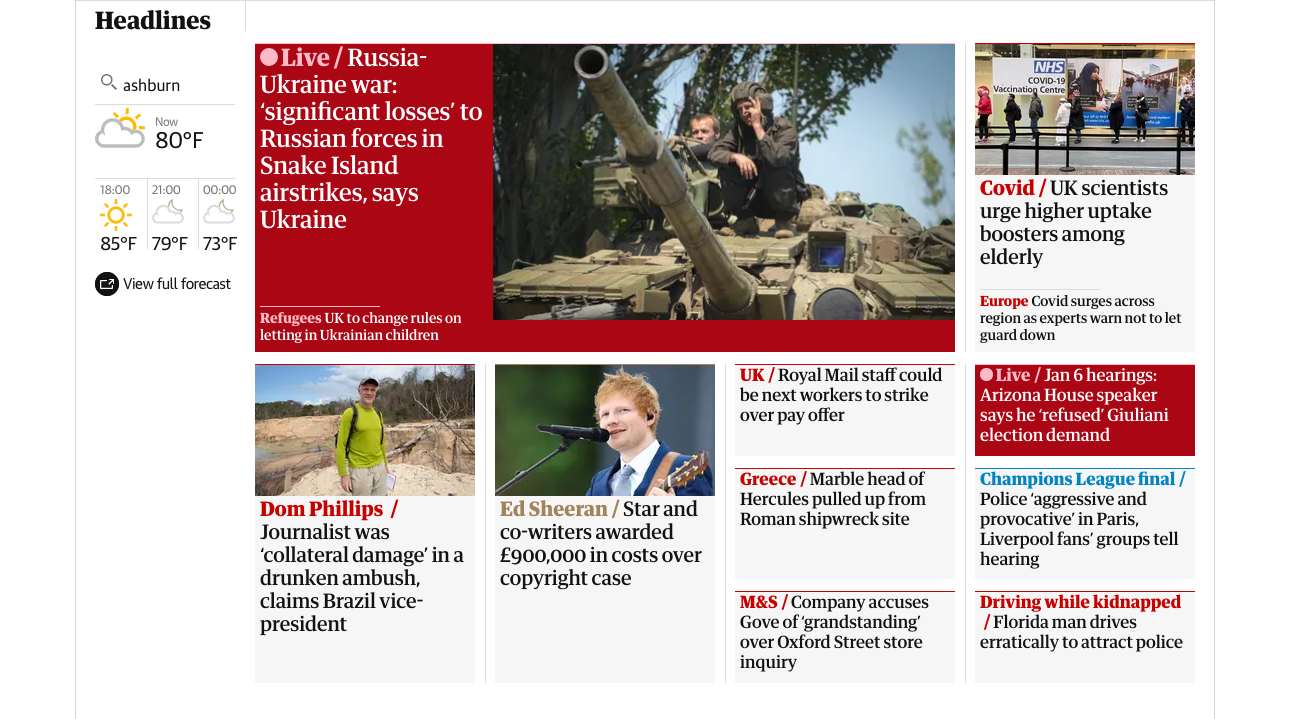 Headlines
ashburn
Now
80°F
18:00
21:00
00:00
85°F
79°F
73°F
View full forecast
Live / Russia-
Ukraine war:
‘significant losses’ to
Russian forces in
Snake Island
airstrikes, says
Ukraine
Refugees UK to change rules on
letting in Ukrainian children
NHS
COVID-19
Vaccination Centre
Covid / UK scientists
urge higher uptake
boosters among
elderly
Europe Covid surges across
region as experts warn not to let
guard down
Dom Phillips /
Journalist was
‘collateral damage’ in a
drunken ambush,
claims Brazil vice-
president
Ed Sheeran / Star and
co-writers awarded
£900,000 in costs over
copyright case
UK / Royal Mail staff could
be next workers to strike
over pay offer
Greece / Marble head of
Hercules pulled up from
Roman shipwreck site
M&S / Company accuses
Gove of ‘grandstanding’
over Oxford Street store
inquiry
Live / Jan 6 hearings:
Arizona House speaker
says he ‘refused’ Giuliani
election demand
Champions League final /
Police ‘aggressive and
provocative’ in Paris,
Liverpool fans’ groups tell
hearing
Driving while kidnapped
/ Florida man drives
erratically to attract police